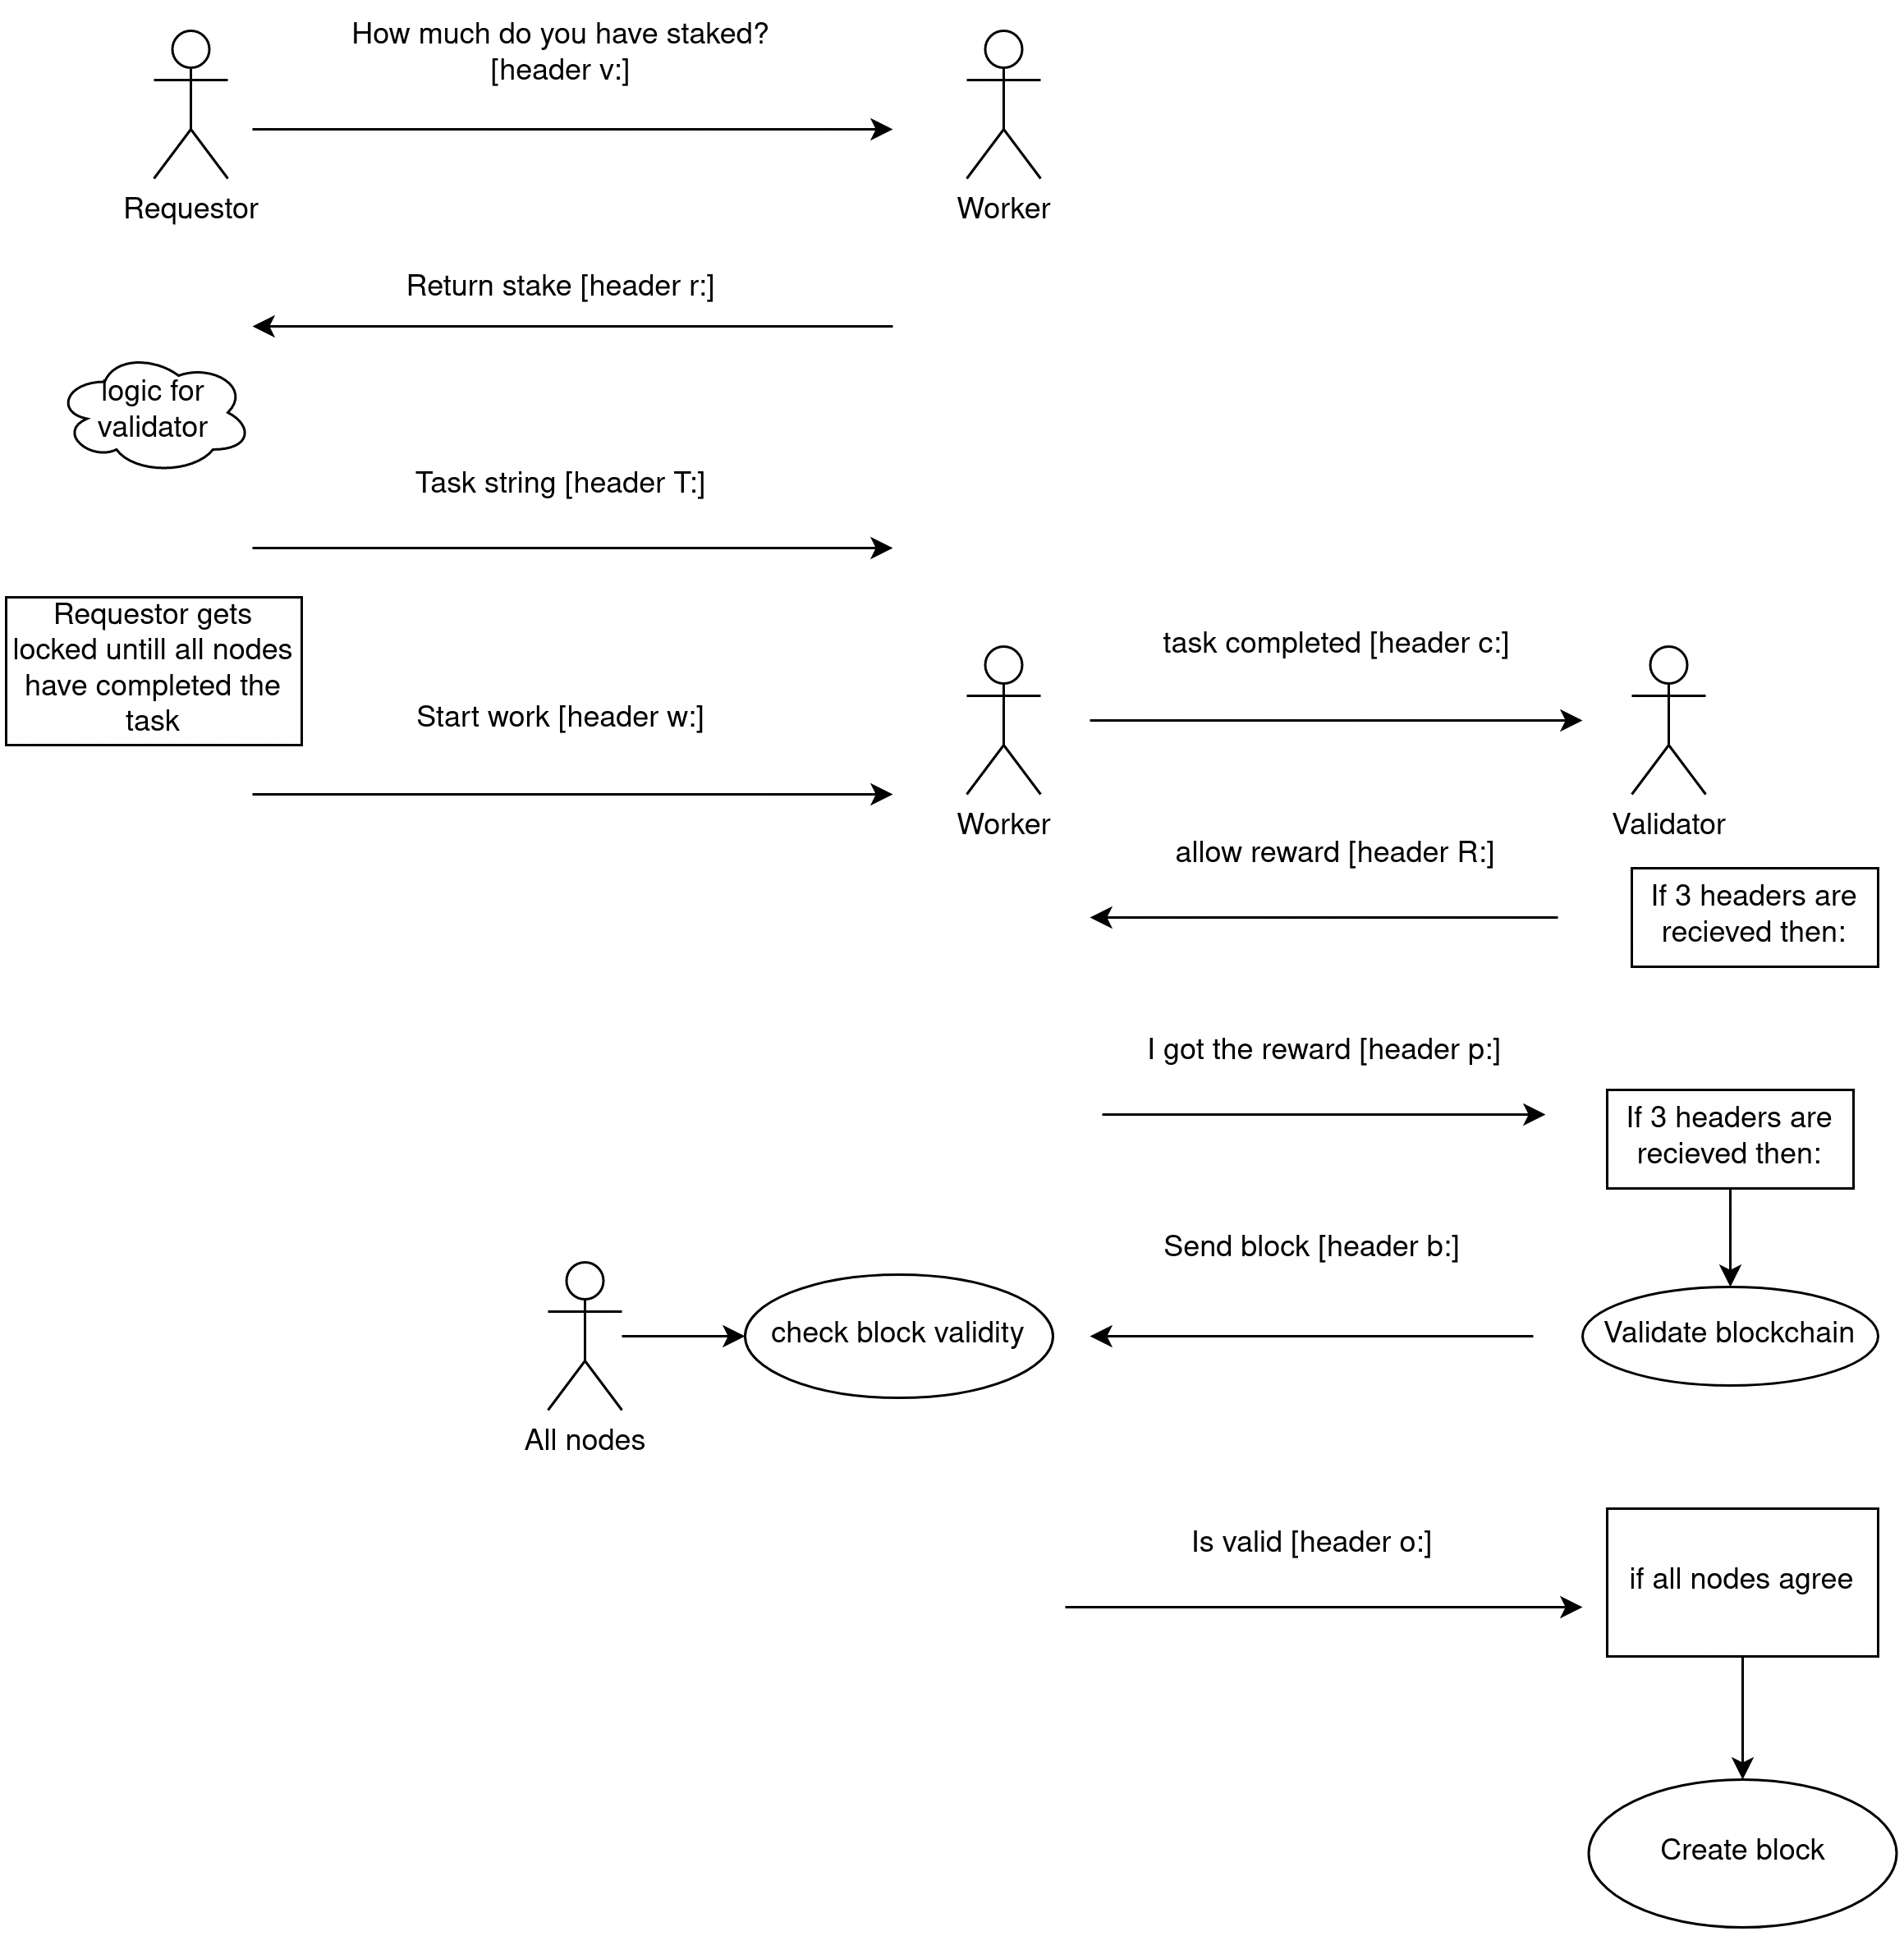 How much do you have staked?
[header v:]
Requestor
Worker
Return stake [header r:]
logic for
validator
Task string [header T:]
Requestor gets
locked untill all nodes
have completed the
task
Start work [header w:]
task completed [header c:]
Worker
Validator
allow reward [header R:]
If 3 headers are
recieved then:
I got the reward [header p:]
If 3 headers are
recieved then:
Send block [header b:]
check block validity
Validate blockchain
All nodes
Is valid [header o:]
if all nodes agree
Create block